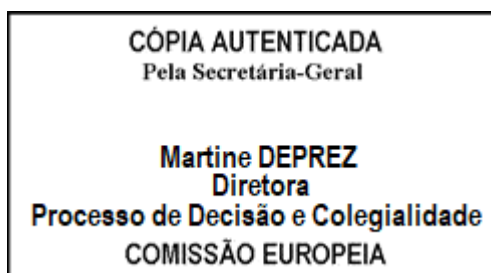 CÓPIA AUTENTICADA
Pela Secretária-Geral
Martine DEPREZ
Diretora
Processo de Decisão e Colegialidade
COMISSÃO EUROPEIA